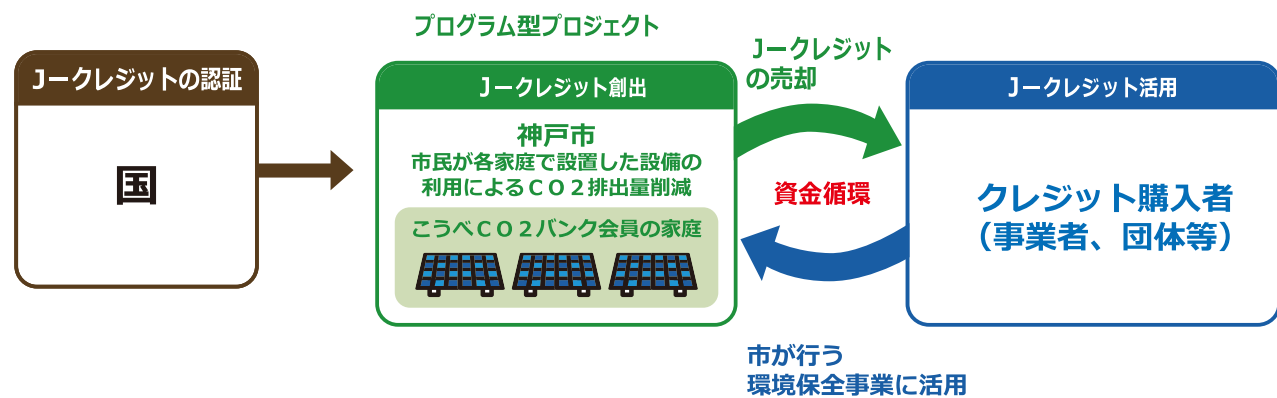 Jークレジットの認証
国
プログラム型プロジェクト
Jークレジット創出
神戸市
市民が各家庭で設置した設備の
利用によるCO2排出量削減
こうべCO2バンク会員の家庭
Jークレジット
の売却
資金循環
市が行う
環境保全事業に活用
Jークレジット活用
クレジット購入者
（事業者、団体等）